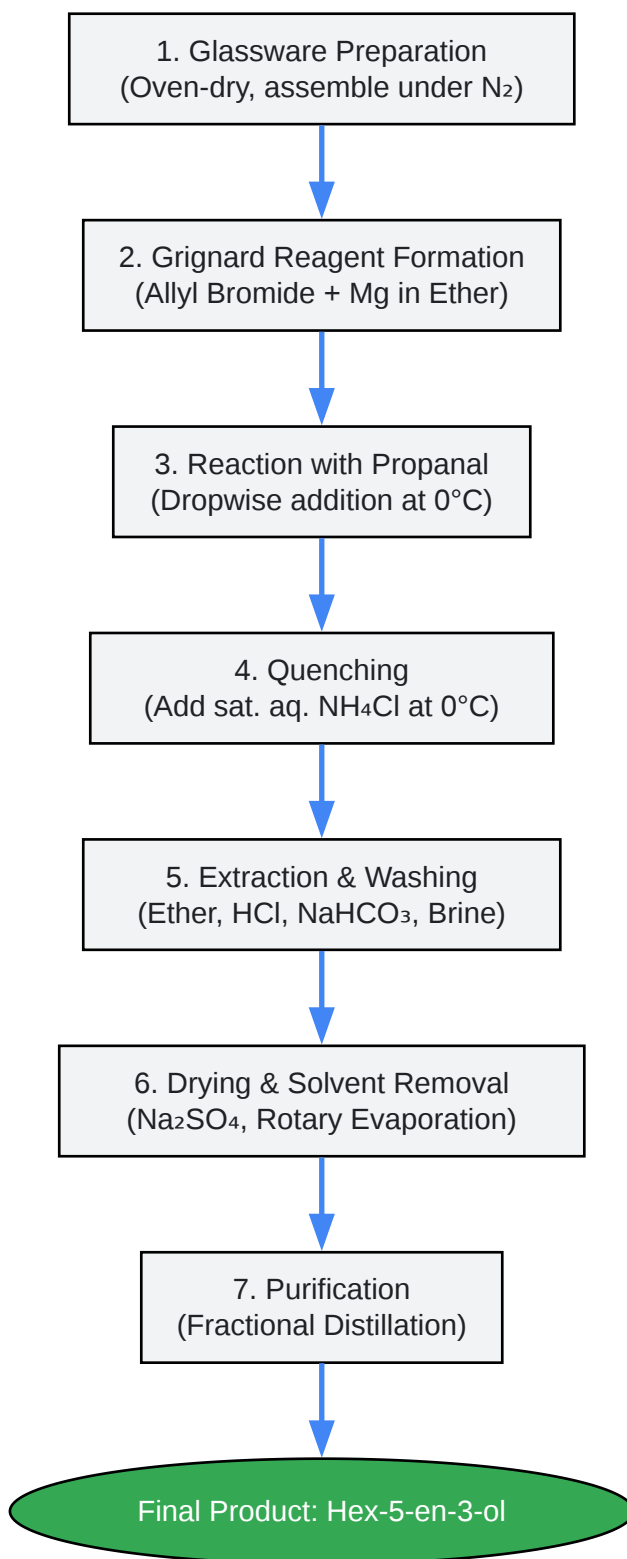 1. Glassware Preparation
(Oven-dry, assemble under N₂)
2. Grignard Reagent Formation
(Allyl Bromide + Mg in Ether)
3. Reaction with Propanal
(Dropwise addition at 0°C)
4. Quenching
(Add sat. aq. NH₄Cl at 0°C)
5. Extraction & Washing
(Ether, HCl, NaHCO₃, Brine)
6. Drying & Solvent Removal
(Na₂SO₄, Rotary Evaporation)
7. Purification
(Fractional Distillation)
Final Product: Hex-5-en-3-ol